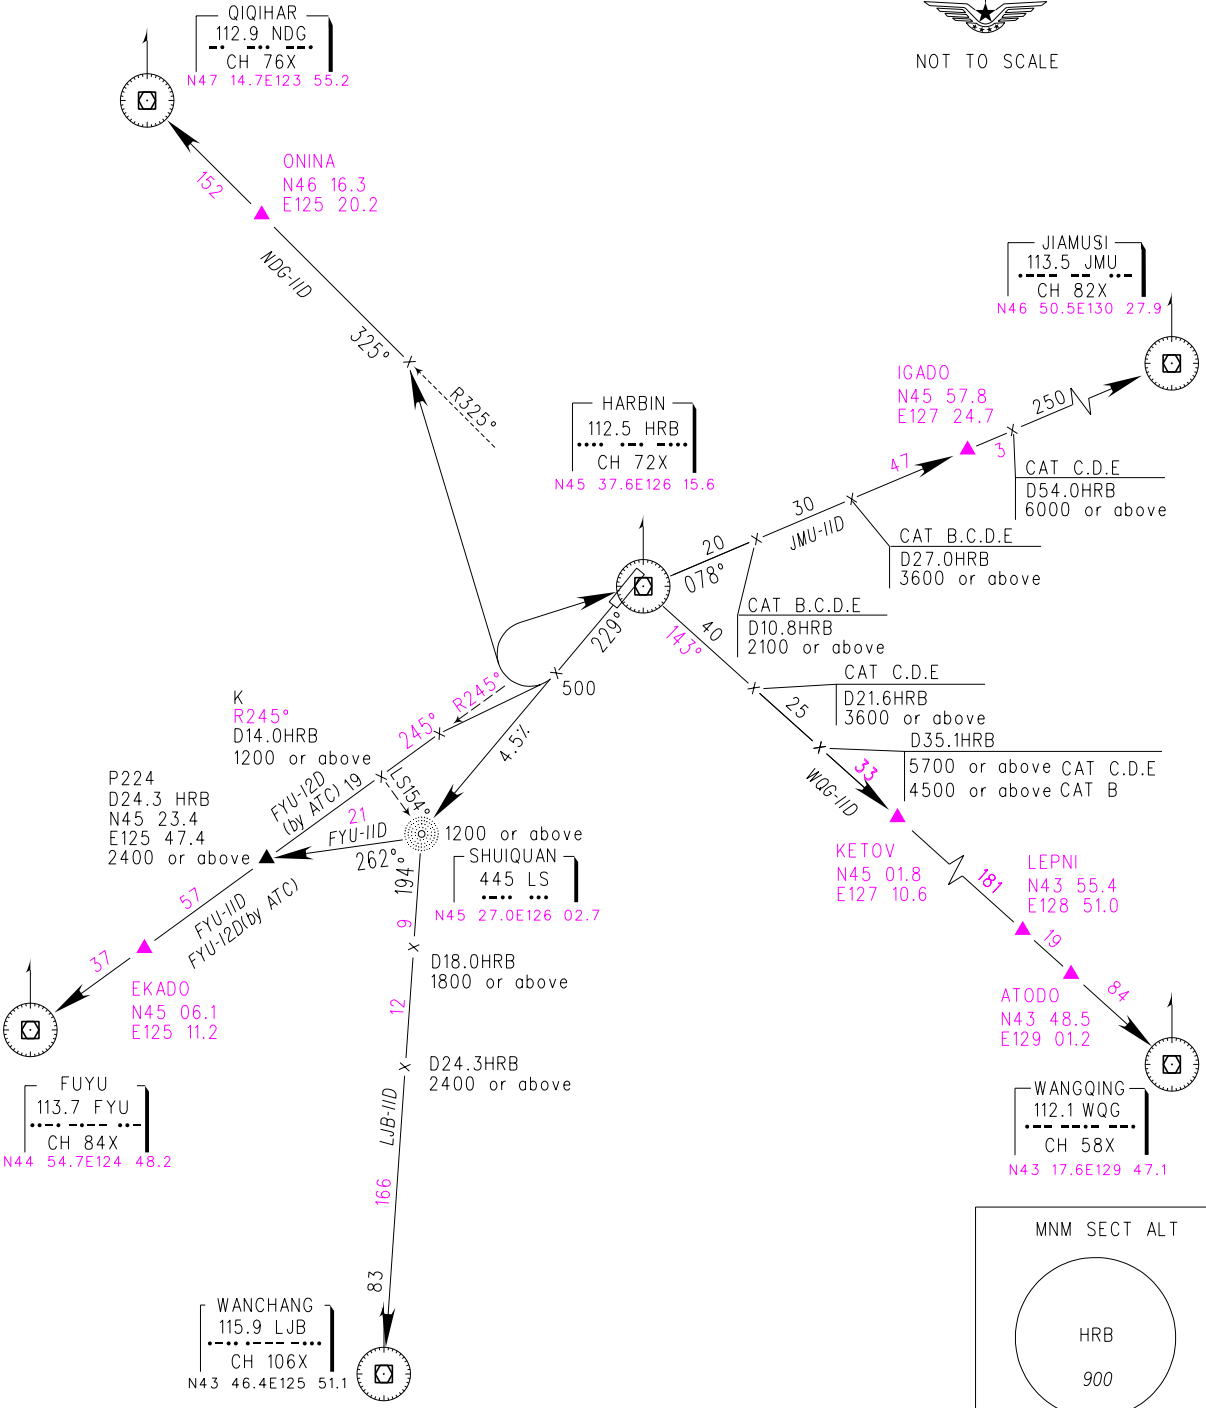 QIQIHAR
112.9 NDG
CH 76X
N47 14.7E123 55.2
NOT TO SCALE
ONINA
N46 16.3
E125 20.2
152
NDG-11D
325°
R325°
JIAMUSI
113.5 JMU
CH 82X
N46 50.5E130 27.9
IGADO
N45 57.8
E127 24.7
250
3
47
CAT C.D.E
D54.0HRB
6000 or above
HARBIN
112.5 HRB
CH 72X
N45 37.6E126 15.6
30
JMU-11D
20
078°
CAT B.C.D.E
D27.0HRB
3600 or above
CAT B.C.D.E
D10.8HRB
2100 or above
229°
143°
40
CAT C.D.E
D21.6HRB
3600 or above
25
D35.1HRB
5700 or above CAT C.D.E
4500 or above CAT B
33
WQG-11D
500
R245°
245°
4.5%
K
R245°
D14.0HRB
1200 or above
P224
D24.3 HRB
N45 23.4
E125 47.4
2400 or above
FYU-12D
(by ATC) 19
LS154°
21
FYU-11D
262°
1200 or above
SHUIQUAN
445 LS
N45 27.0E126 02.7
194°
9
57
FYU-11D
FYU-12D(by ATC)
37
EKADO
N45 06.1
E125 11.2
D18.0HRB
1800 or above
12
D24.3HRB
2400 or above
LJB-11D
166
83
KETOV
N45 01.8
E127 10.6
181
LEPNI
N43 55.4
E128 51.0
19
ATODO
N43 48.5
E129 01.2
84
FUYU
113.7 FYU
CH 84X
N44 54.7E124 48.2
WANGQING
112.1 WQG
CH 58X
N43 17.6E129 47.1
WANCHANG
115.9 LJB
CH 106X
N43 46.4E125 51.1
MNM SECT ALT
HRB
900